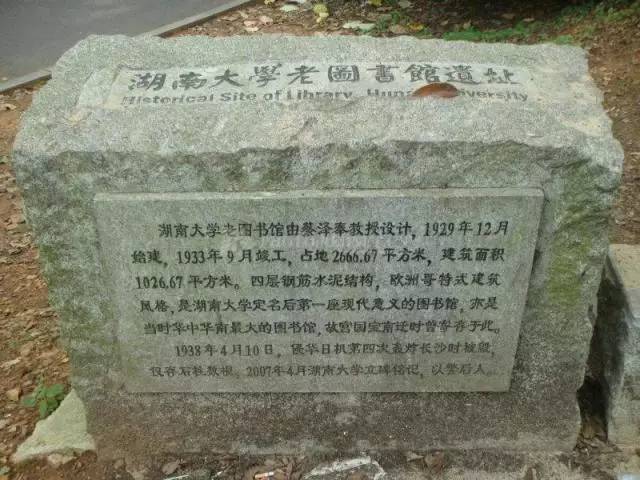 湖南大學老圖書館遺址
Historical Site of Library, Hunan University
湖南大学老图书馆由蔡泽奉教授设计，1929年12月
始建，1933年9月竣工，占地2666.67平方米，建筑面积
1026.67平方米。四层钢筋水泥结构，欧洲哥特式建筑
风格，是湖南大学定名后第一座现代意义的图书馆，亦是
当时华中华南最大的图书馆，故宫国宝南迁时曾寄存于此。
1938年4月10日，侵华日机第四次轰炸长沙时被毁，
仅存石柱数根。2007年4月湖南大学立碑铭记，以警后人。